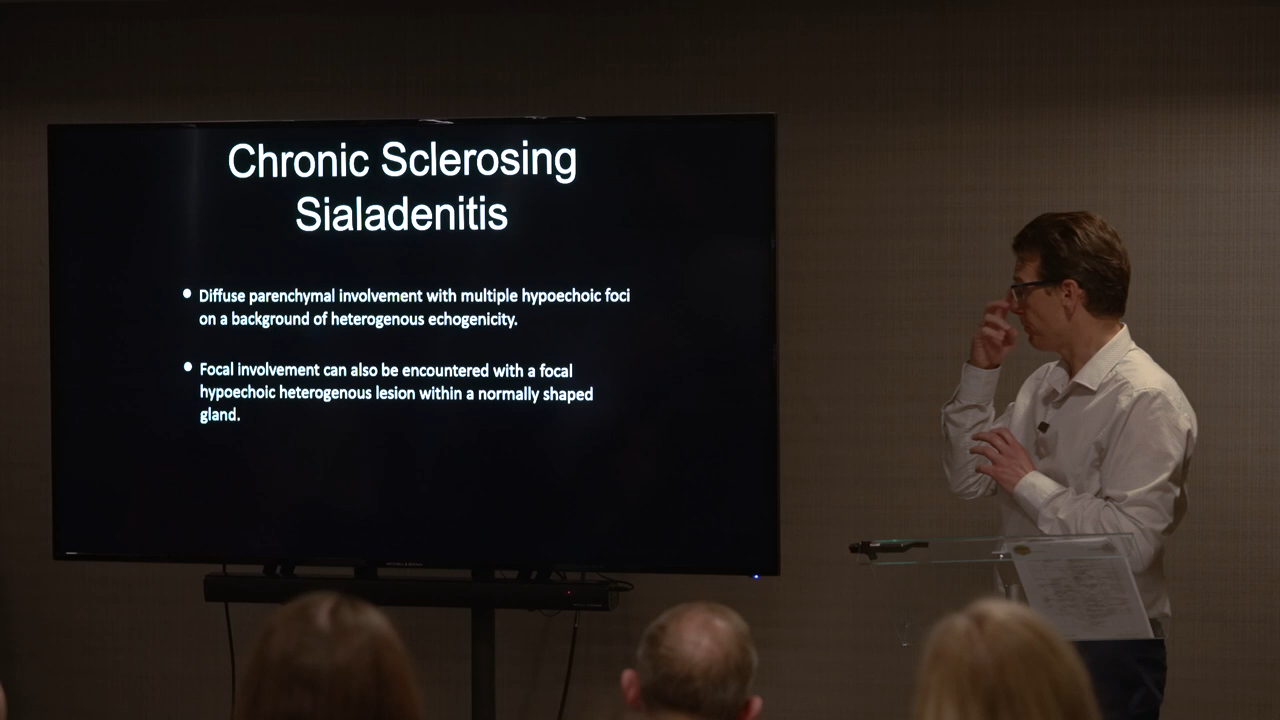 Chronic Sclerosing
Sialadenitis
• Diffuse parenchymal involvement with multiple hypoechoic foci
on a background of heterogenous echogenicity.
• Focal involvement can also be encountered with a focal
hypoechoic heterogenous lesion within a normally shaped
gland.